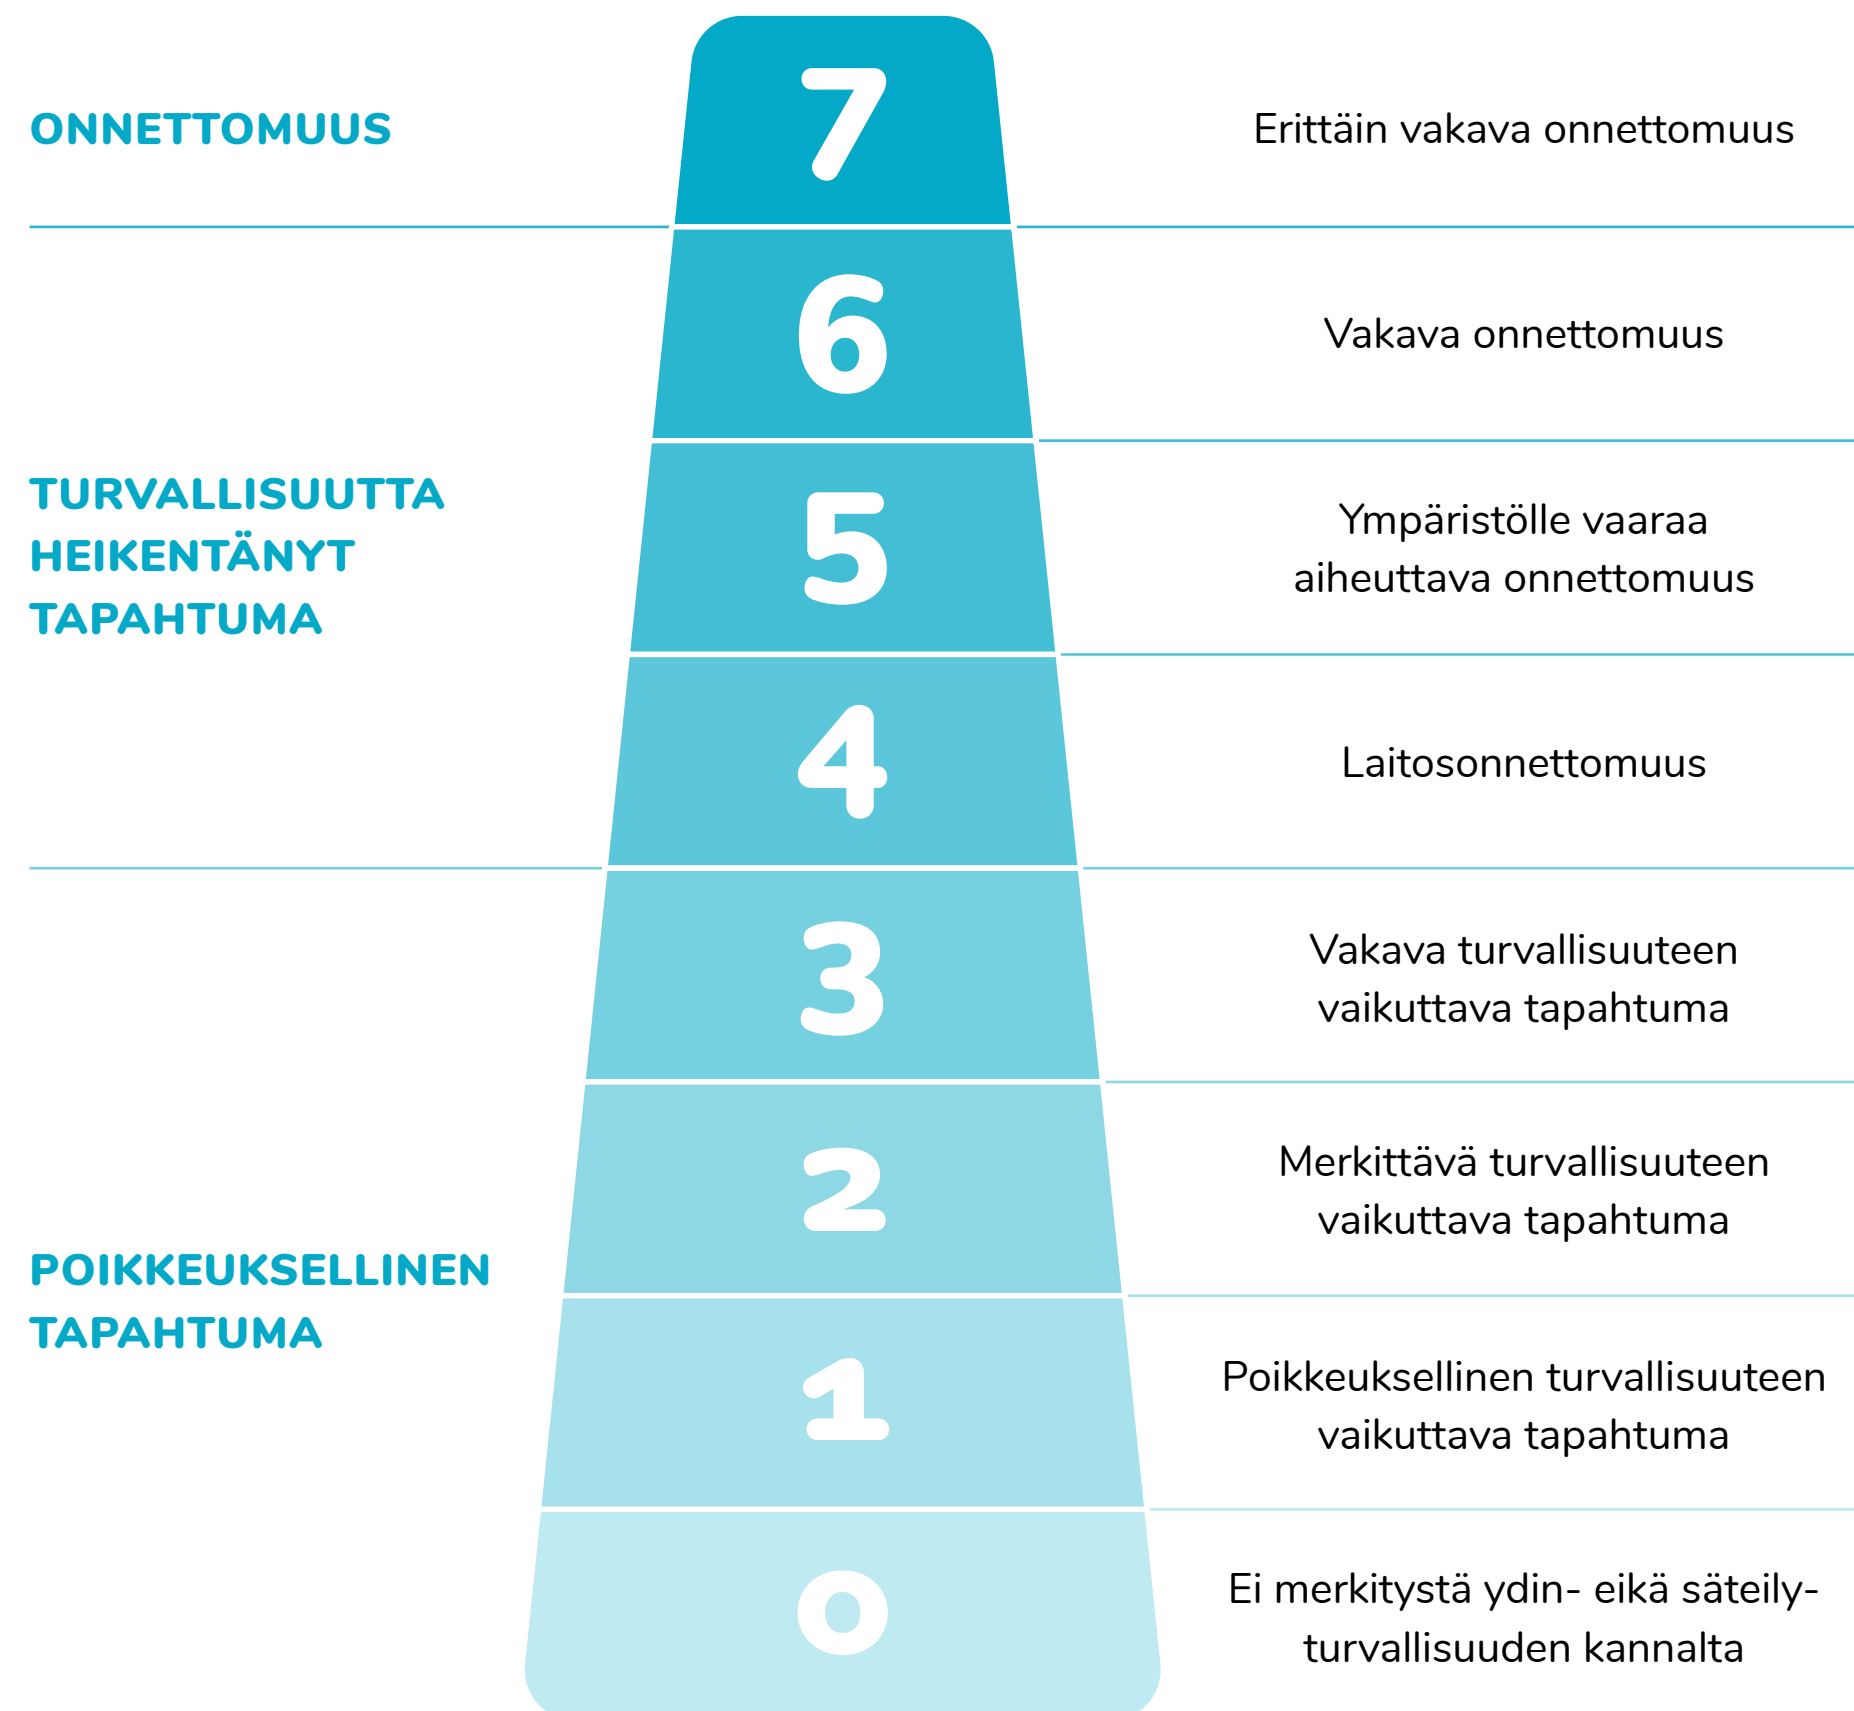 ONNETTOMUUS
7
Erittäin vakava onnettomuus
6
Vakava onnettomuus
TURVALLISUUTTA
HEIKENTÄNYT
TAPAHTUMA
5
Ympäristölle vaaraa
aiheuttava onnettomuus
4
Laitosonnettomuus
3
Vakava turvallisuuteen
vaikuttava tapahtuma
2
Merkittävä turvallisuuteen
vaikuttava tapahtuma
POIKKEUKSELLINEN
TAPAHTUMA
1
Poikkeuksellinen turvallisuuteen
vaikuttava tapahtuma
0
Ei merkitystä ydin- eikä säteily-
turvallisuuden kannalta